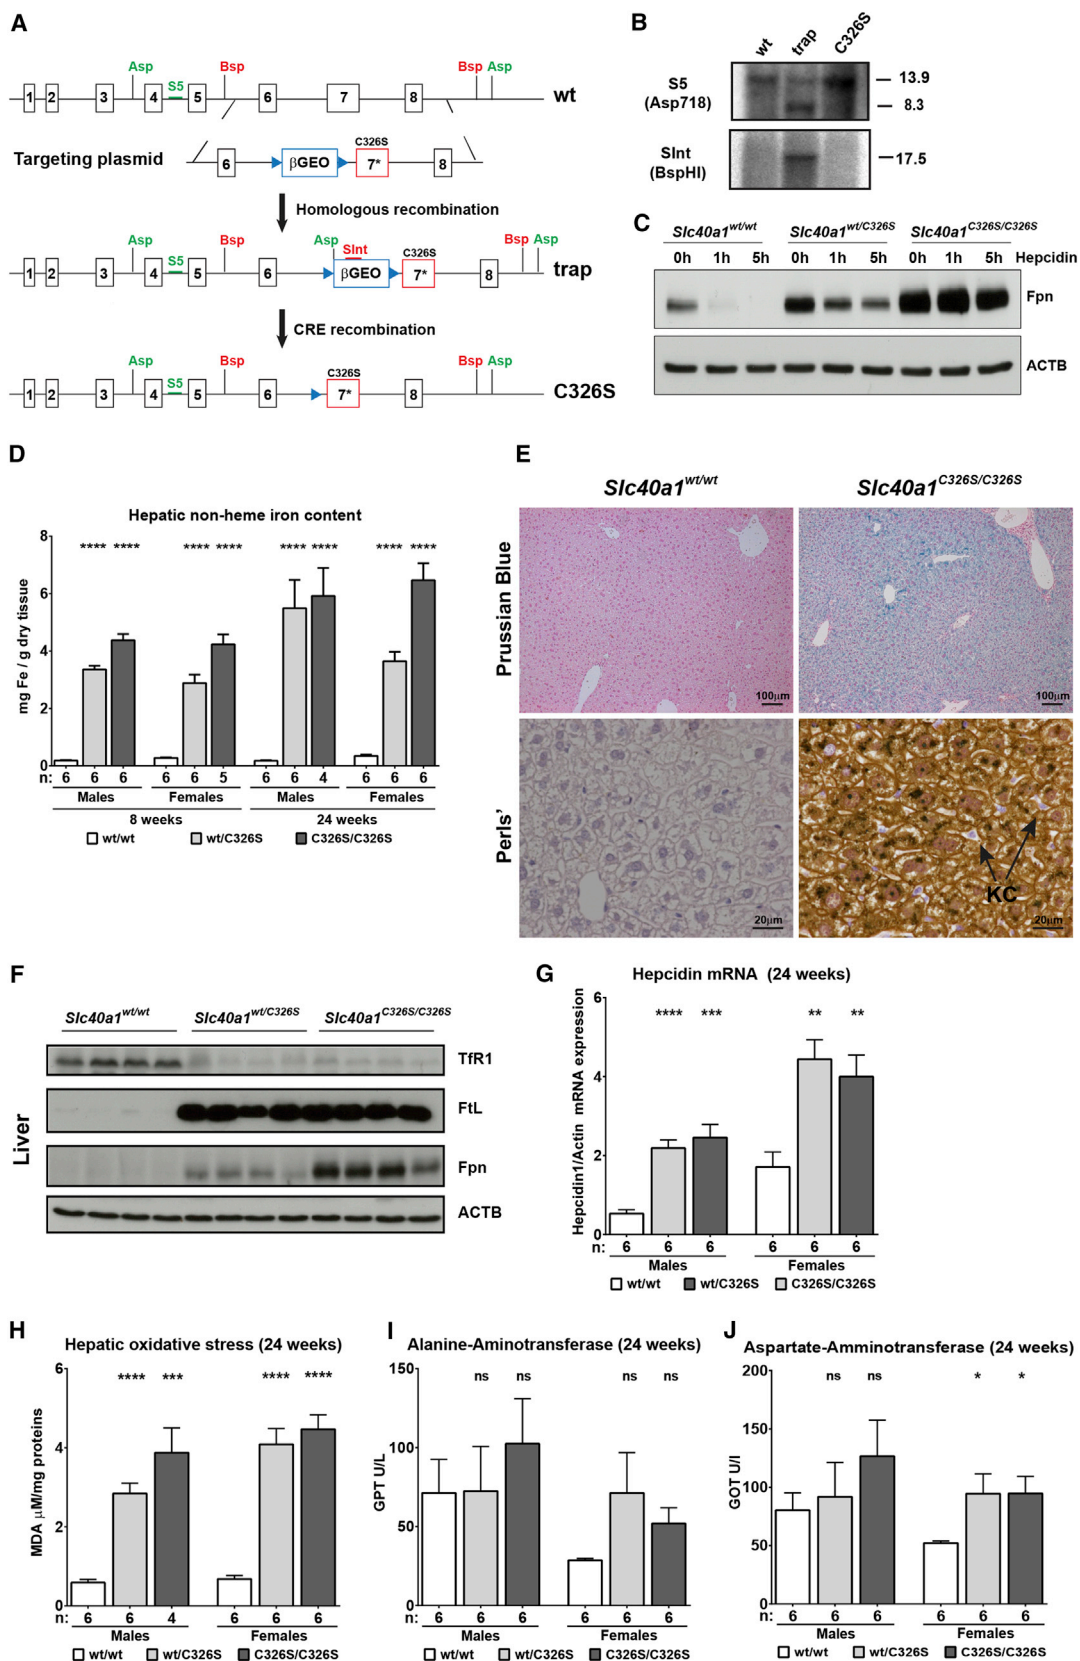 A
Asp Bsp Bsp Asp
S5
1 2 3 4 5 6 7 8 wt
C326S
Targeting plasmid 6 βGEO 7* 8
Homologous recombination
Asp Bsp Asp Bsp Asp
S5 SInt C326S
1 2 3 4 5 6 βGEO 7* 8 trap
CRE recombination
Asp Bsp Bsp Asp
S5 C326S
1 2 3 4 5 6 7* 8 C326S
B
wt trap C326S
S5
(Asp718)
13.9
8.3
SInt
(BspHI)
17.5
C
Slc40a1wt/wt Slc40a1wt/C326S Slc40a1C326S/C326S
0h 1h 5h 0h 1h 5h 0h 1h 5h Hepcidin
Fpn
ACTB
D
Hepatic non-heme iron content
mg Fe / g dry tissue
8
6
4
2
0
**** **** **** **** **** **** **** ****
n: 6 6 6 6 6 5 6 6 4 6 6 6
Males Females Males Females
8 weeks 24 weeks
wt/wt wt/C326S C326S/C326S
E
Slc40a1wt/wt Slc40a1C326S/C326S
Prussian Blue
100µm 100µm
Perls'
KC
20µm 20µm
F
Slc40a1wt/wt Slc40a1wt/C326S Slc40a1C326S/C326S
Liver
TfR1
FtL
Fpn
ACTB
G
Hepcidin mRNA (24 weeks)
Hepcidin1/Actin mRNA expression
6
4
2
0
**** *** ** **
n: 6 6 6 6 6 6
Males Females
wt/wt wt/C326S C326S/C326S
H
Hepatic oxidative stress (24 weeks)
MDA µM/mg proteins
6
4
2
0
**** *** **** ****
n: 6 6 4 6 6 6
Males Females
wt/wt wt/C326S C326S/C326S
I
Alanine-Aminotransferase (24 weeks)
GPT U/L
150
100
50
0
ns ns ns ns
n: 6 6 6 6 6 6
Males Females
wt/wt wt/C326S C326S/C326S
J
Aspartate-Amminotransferase (24 weeks)
GOT U/l
200
150
100
50
0
ns ns * *
n: 6 6 6 6 6 6
Males Females
wt/wt wt/C326S C326S/C326S